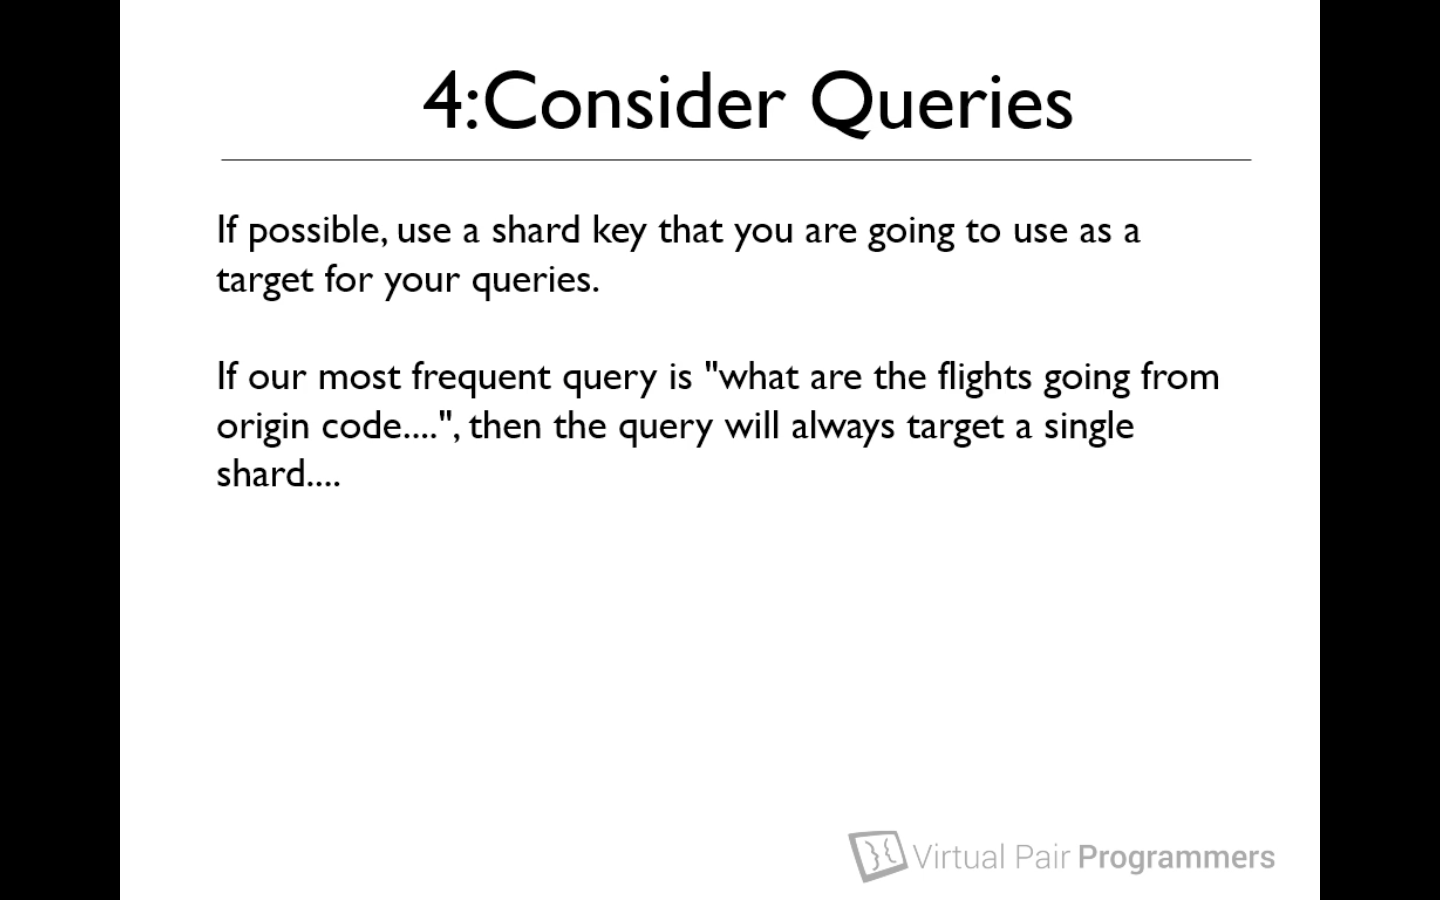 4:Consider Queries
If possible, use a shard key that you are going to use as a
target for your queries.
If our most frequent query is "what are the flights going from
origin code....", then the query will always target a single
shard....
Virtual Pair Programmers